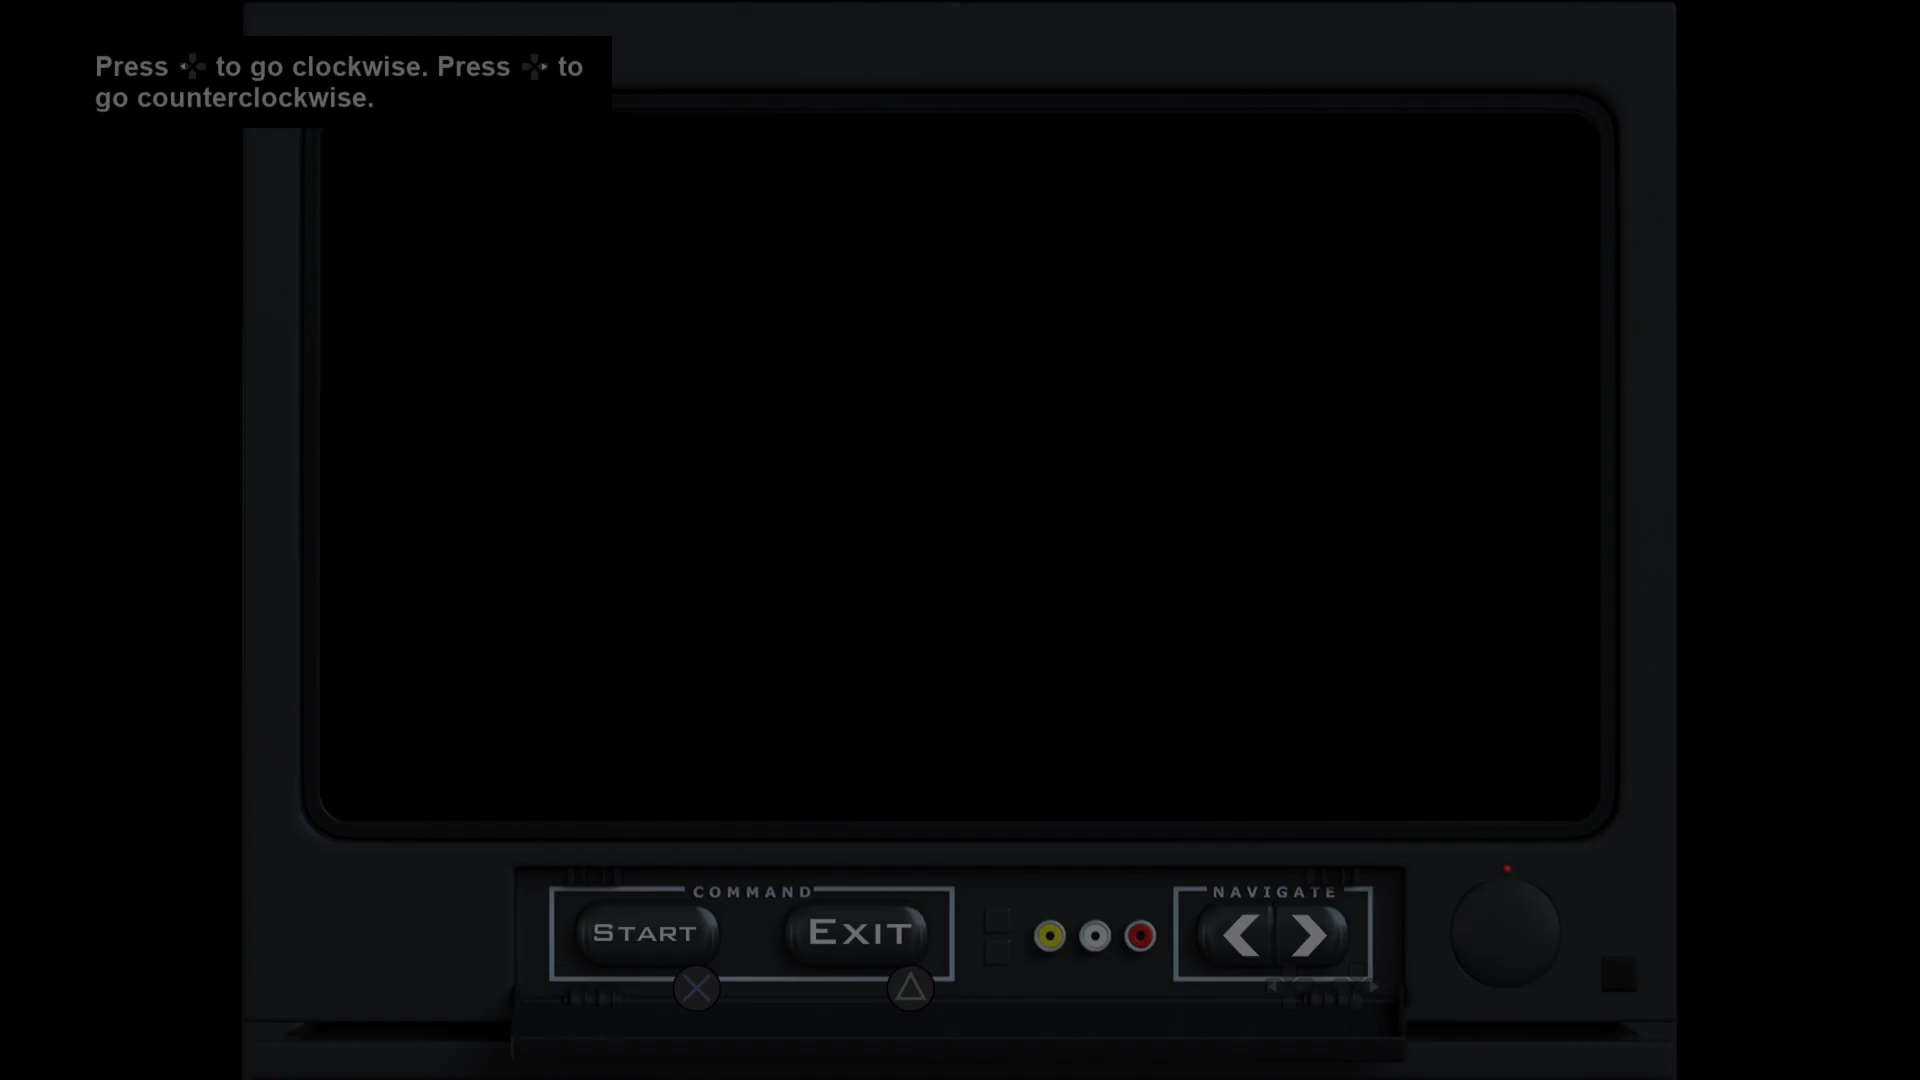 Press to go clockwise. Press to
go counterclockwise.
COMMAND
START
EXIT
NAVIGATE